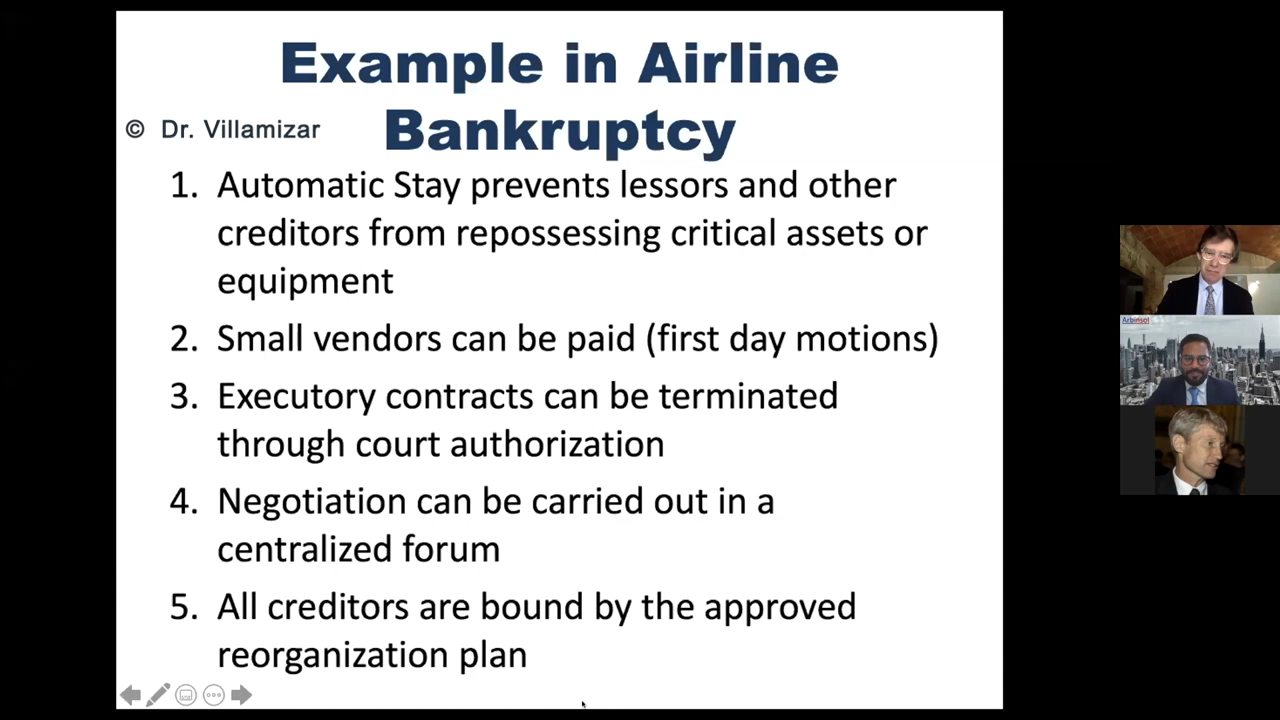 Example in Airline
Bankruptcy
© Dr. Villamizar
1. Automatic Stay prevents lessors and other
creditors from repossessing critical assets or
equipment
2. Small vendors can be paid (first day motions)
3. Executory contracts can be terminated
through court authorization
4. Negotiation can be carried out in a
centralized forum
5. All creditors are bound by the approved
reorganization plan
Arbinsol